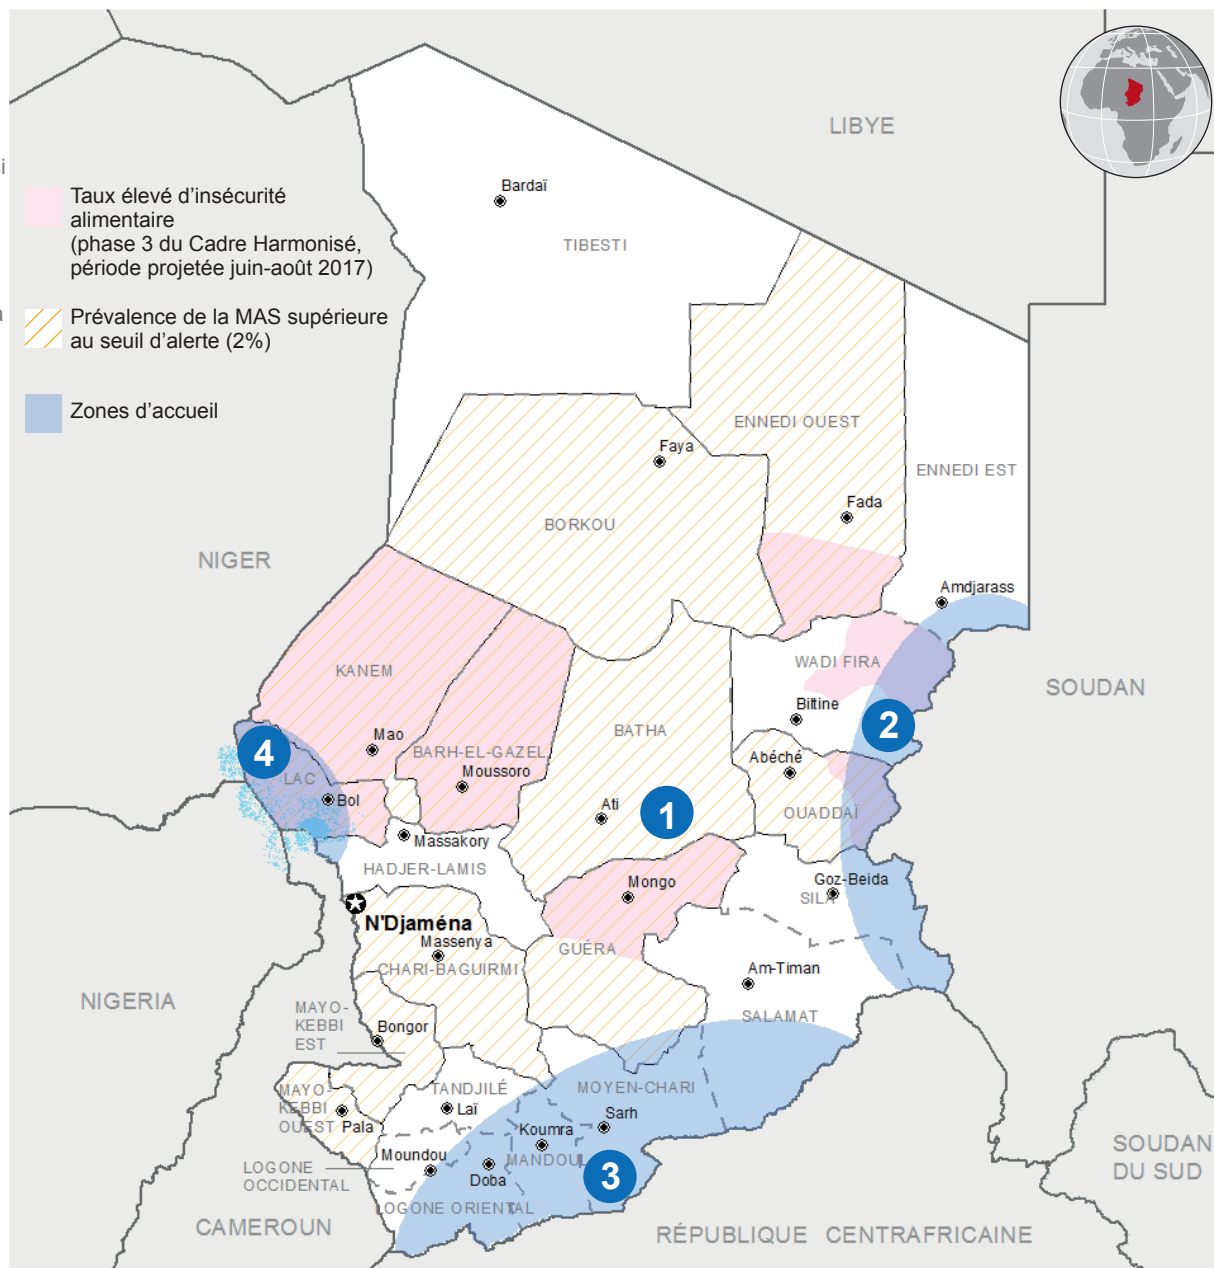 LIBYE
si
Taux élevé d'insécurité
alimentaire
(phase 3 du Cadre Harmonisé,
période projetée juin-août 2017)
a
Prévalence de la MAS supérieure
au seuil d'alerte (2%)
Zones d'accueil
Bardaï
TIBESTI
ENNEDI OUEST
Faya
ENNEDI EST
Fada
BORKOU
NIGER
Amdjarass
KANEM
WADI FIRA
SOUDAN
Biltine
2
BATHA
Mao
4
BARH-EL-GAZEL
Abéché
LAC
Moussoro
Bol
Ati
1
OUADDAÏ
Massakory
HADJER-LAMIS
Mongo
Goz-Beida
SILA
N'Djaména
Massenya
GUÉRA
CHARI-BAGUIRMI
Am-Timan
NIGERIA
MAYO-
KEBBI
EST
Bongor
SALAMAT
MAYO-
KEBBI
OUEST
Pala
TANDJILÉ
Laï
MOYEN-CHARI
Sarh
Koumra
MANDOUL
Moundou
Doba
3
LOGONE
OCCIDENTAL
LOGONE ORIENTAL
SOUDAN
DU SUD
CAMEROUN
RÉPUBLIQUE CENTRAFRICAINE